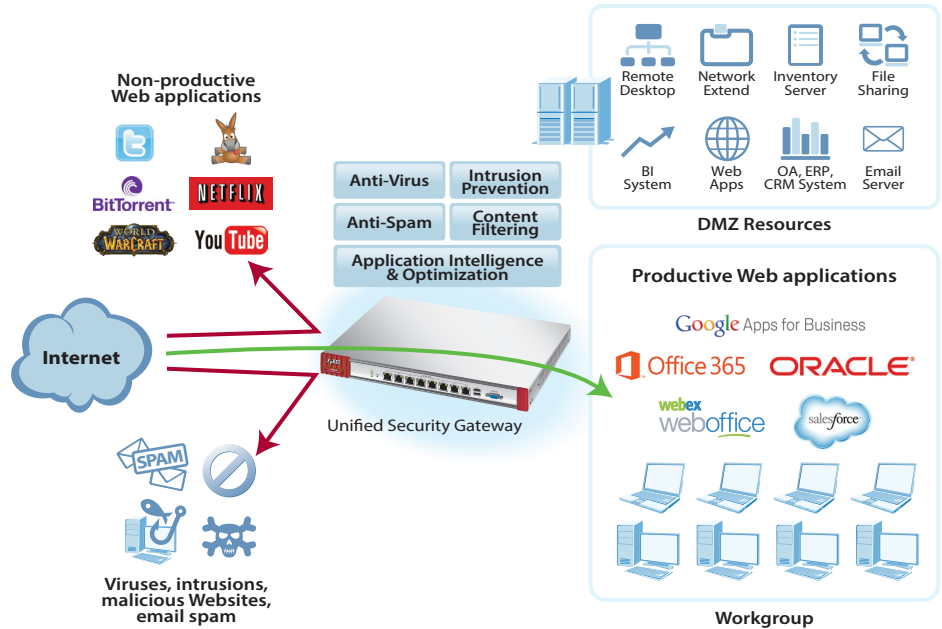 Non-productive
Web applications
BitTorrent™
NETFLIX
WORLD
WARCRAFT
You Tube
Internet
SPAM
Viruses, intrusions,
malicious Websites,
email spam
Anti-Virus
Intrusion
Prevention
Anti-Spam
Content
Filtering
Application Intelligence
& Optimization
Unified Security Gateway
Remote
Desktop
Network
Extend
Inventory
Server
File
Sharing
BI
System
Web
Apps
OA, ERP,
CRM System
Email
Server
DMZ Resources
Productive Web applications
Google Apps for Business
Office 365
ORACLE®
webex
weboffice
salesforce
Workgroup